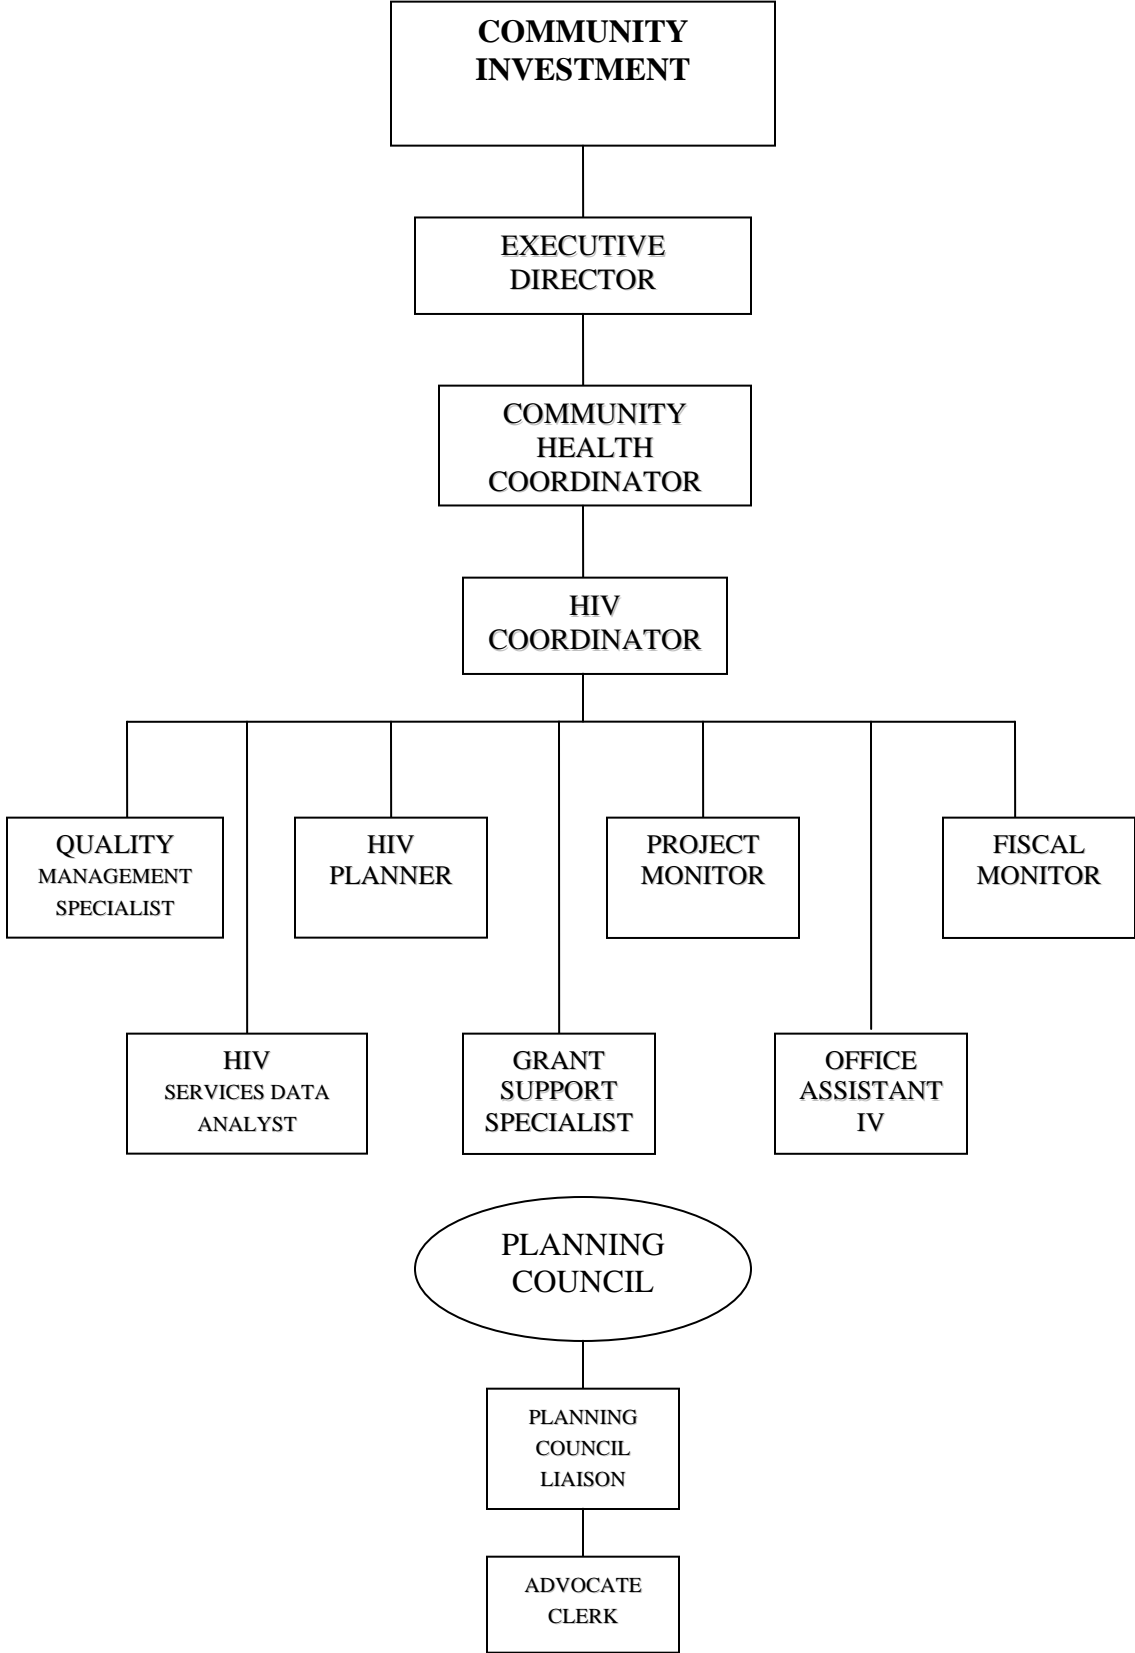 COMMUNITY
INVESTMENT
EXECUTIVE
DIRECTOR
COMMUNITY
HEALTH
COORDINATOR
HIV
COORDINATOR
QUALITY
MANAGEMENT
SPECIALIST
HIV
PLANNER
PROJECT
MONITOR
FISCAL
MONITOR
HIV
SERVICES DATA
ANALYST
GRANT
SUPPORT
SPECIALIST
OFFICE
ASSISTANT
IV
PLANNING
COUNCIL
PLANNING
COUNCIL
LIAISON
ADVOCATE
CLERK